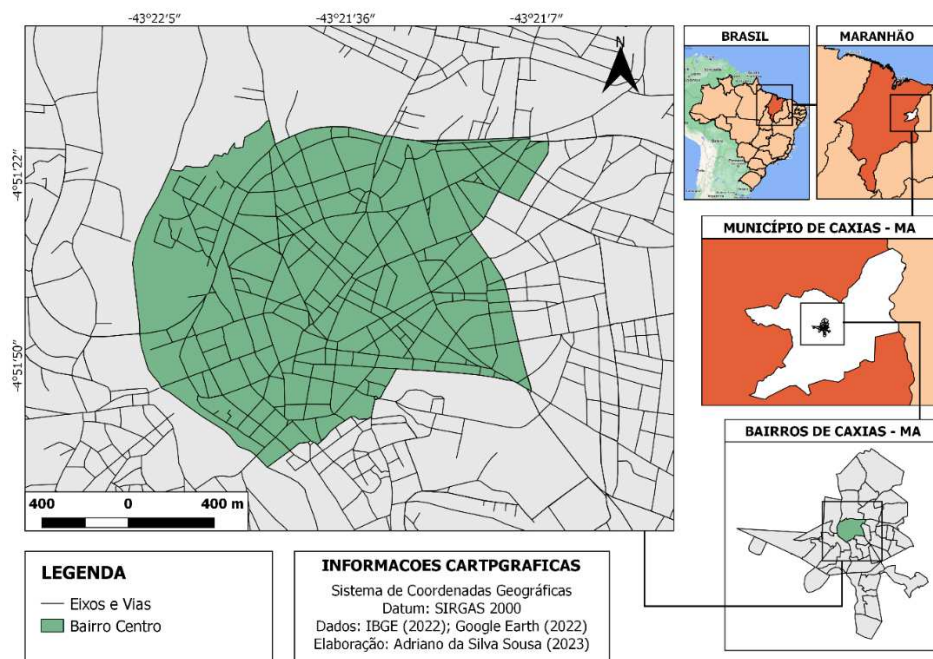 -43°22'5"
-43°21'36"
-43°21'7"
N
-4°51'22"
-4°51'50"
400 0 400 m
BRASIL
MARANHÃO
MUNICÍPIO DE CAXIAS - MA
BAIRROS DE CAXIAS - MA
LEGENDA
Eixos e Vias
Bairro Centro
INFORMACOES CARTPGRÁFICAS
Sistema de Coordenadas Geográficas
Datum: SIRGAS 2000
Dados: IBGE (2022); Google Earth (2022)
Elaboração: Adriano da Silva Sousa (2023)